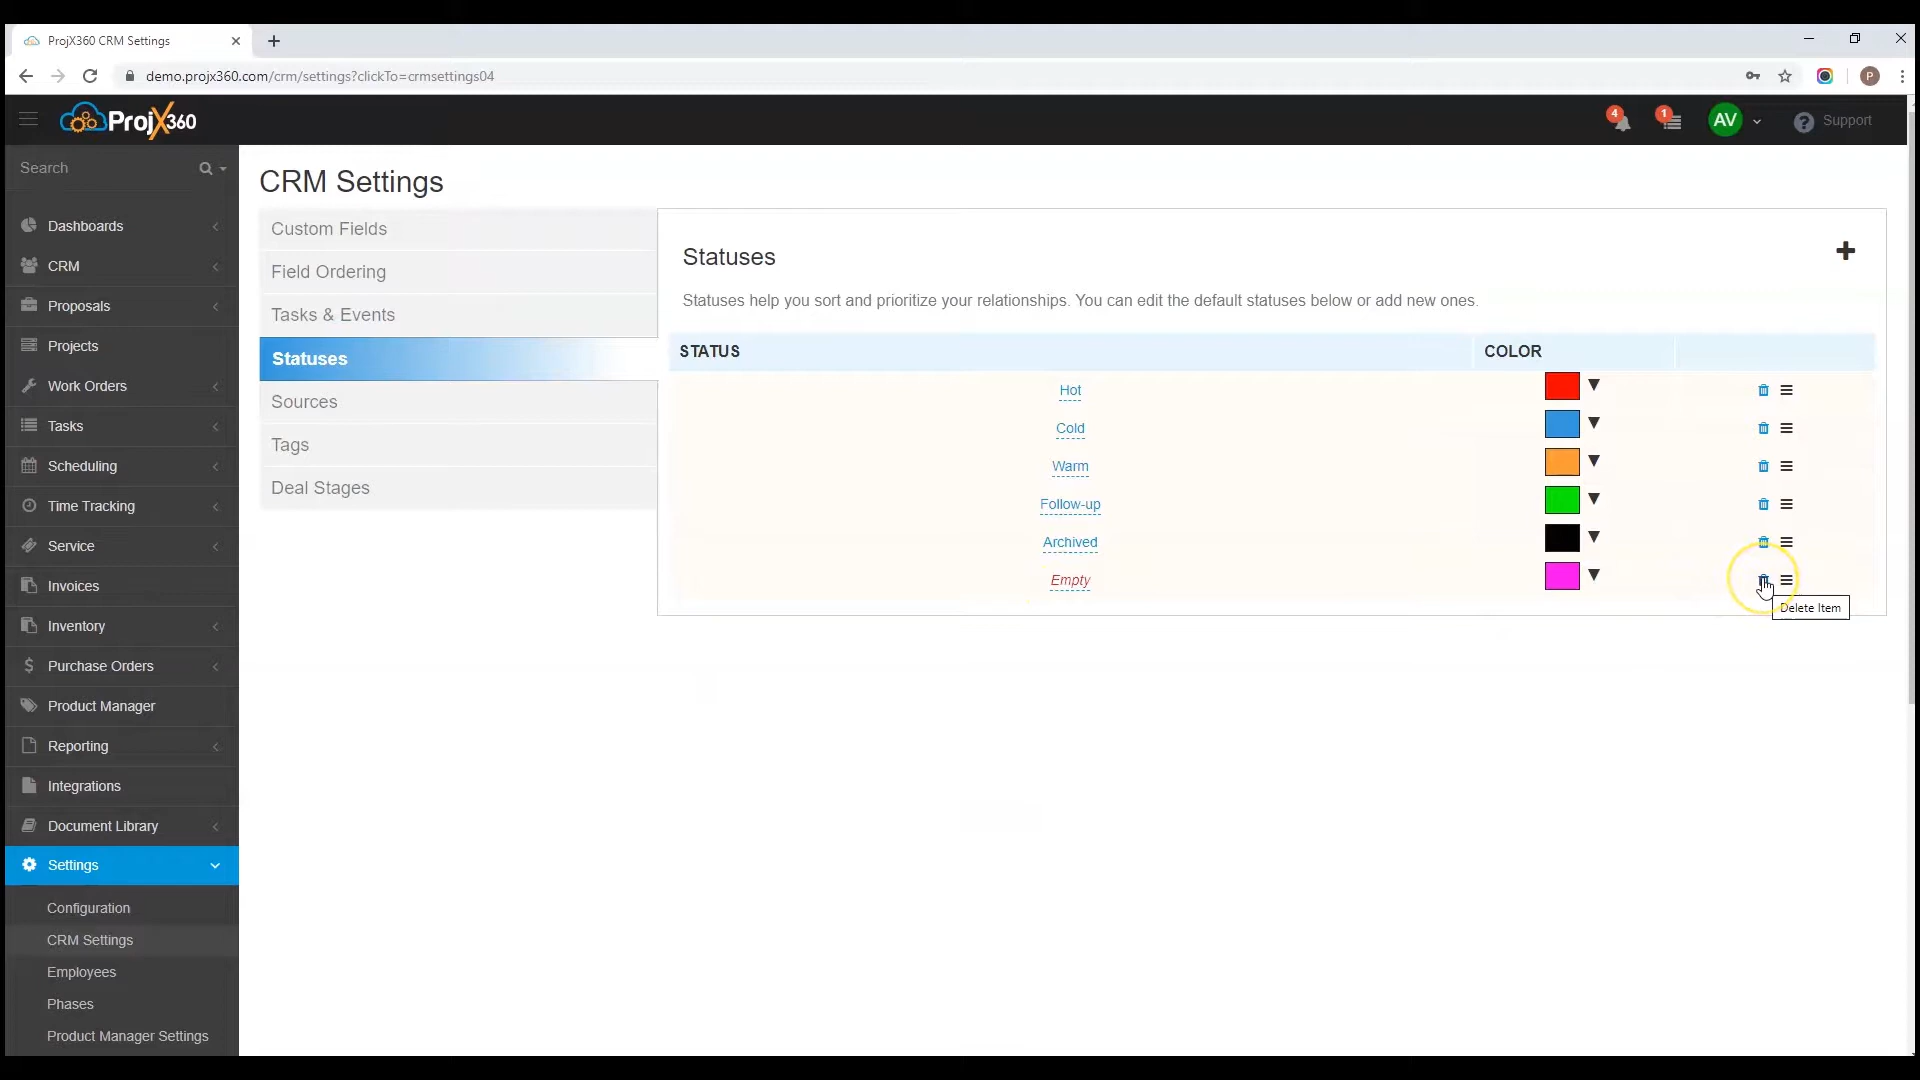 ProjX360 CRM Settings
demo.projx360.com/crm/settings?clickTo=crmsettings04
P
ProjX360
4
1
AV
Support
Search
Dashboards
CRM
Proposals
Projects
Work Orders
Tasks
Scheduling
Time Tracking
Service
Invoices
Inventory
Purchase Orders
Product Manager
Reporting
Integrations
Document Library
Settings
Configuration
CRM Settings
Employees
Phases
Product Manager Settings
CRM Settings
Custom Fields
Field Ordering
Tasks & Events
Statuses
Sources
Tags
Deal Stages
Statuses
Statuses help you sort and prioritize your relationships. You can edit the default statuses below or add new ones.
STATUS COLOR
Hot
Cold
Warm
Follow-up
Archived
Empty
Delete Item